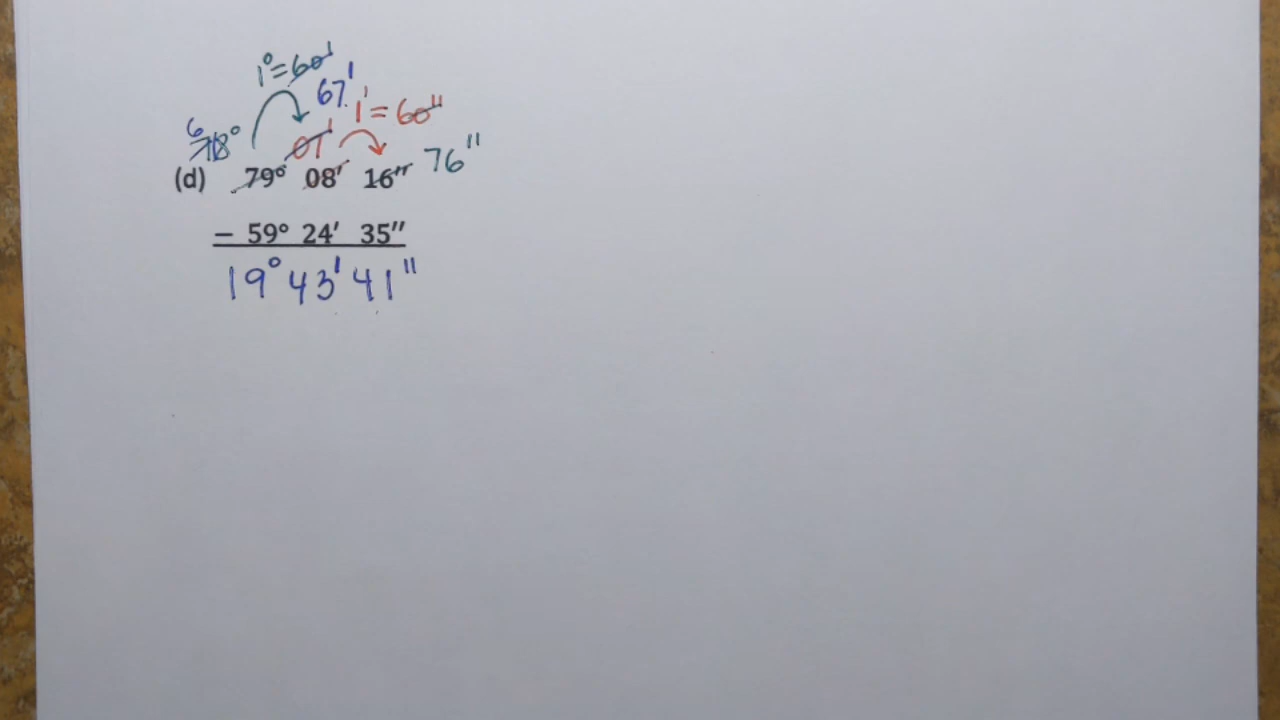 1°=60'
67'
1' = 60"
6
78°
07'
76"
(d) 79° 08' 16"
− 59° 24' 35"
19° 43' 41"